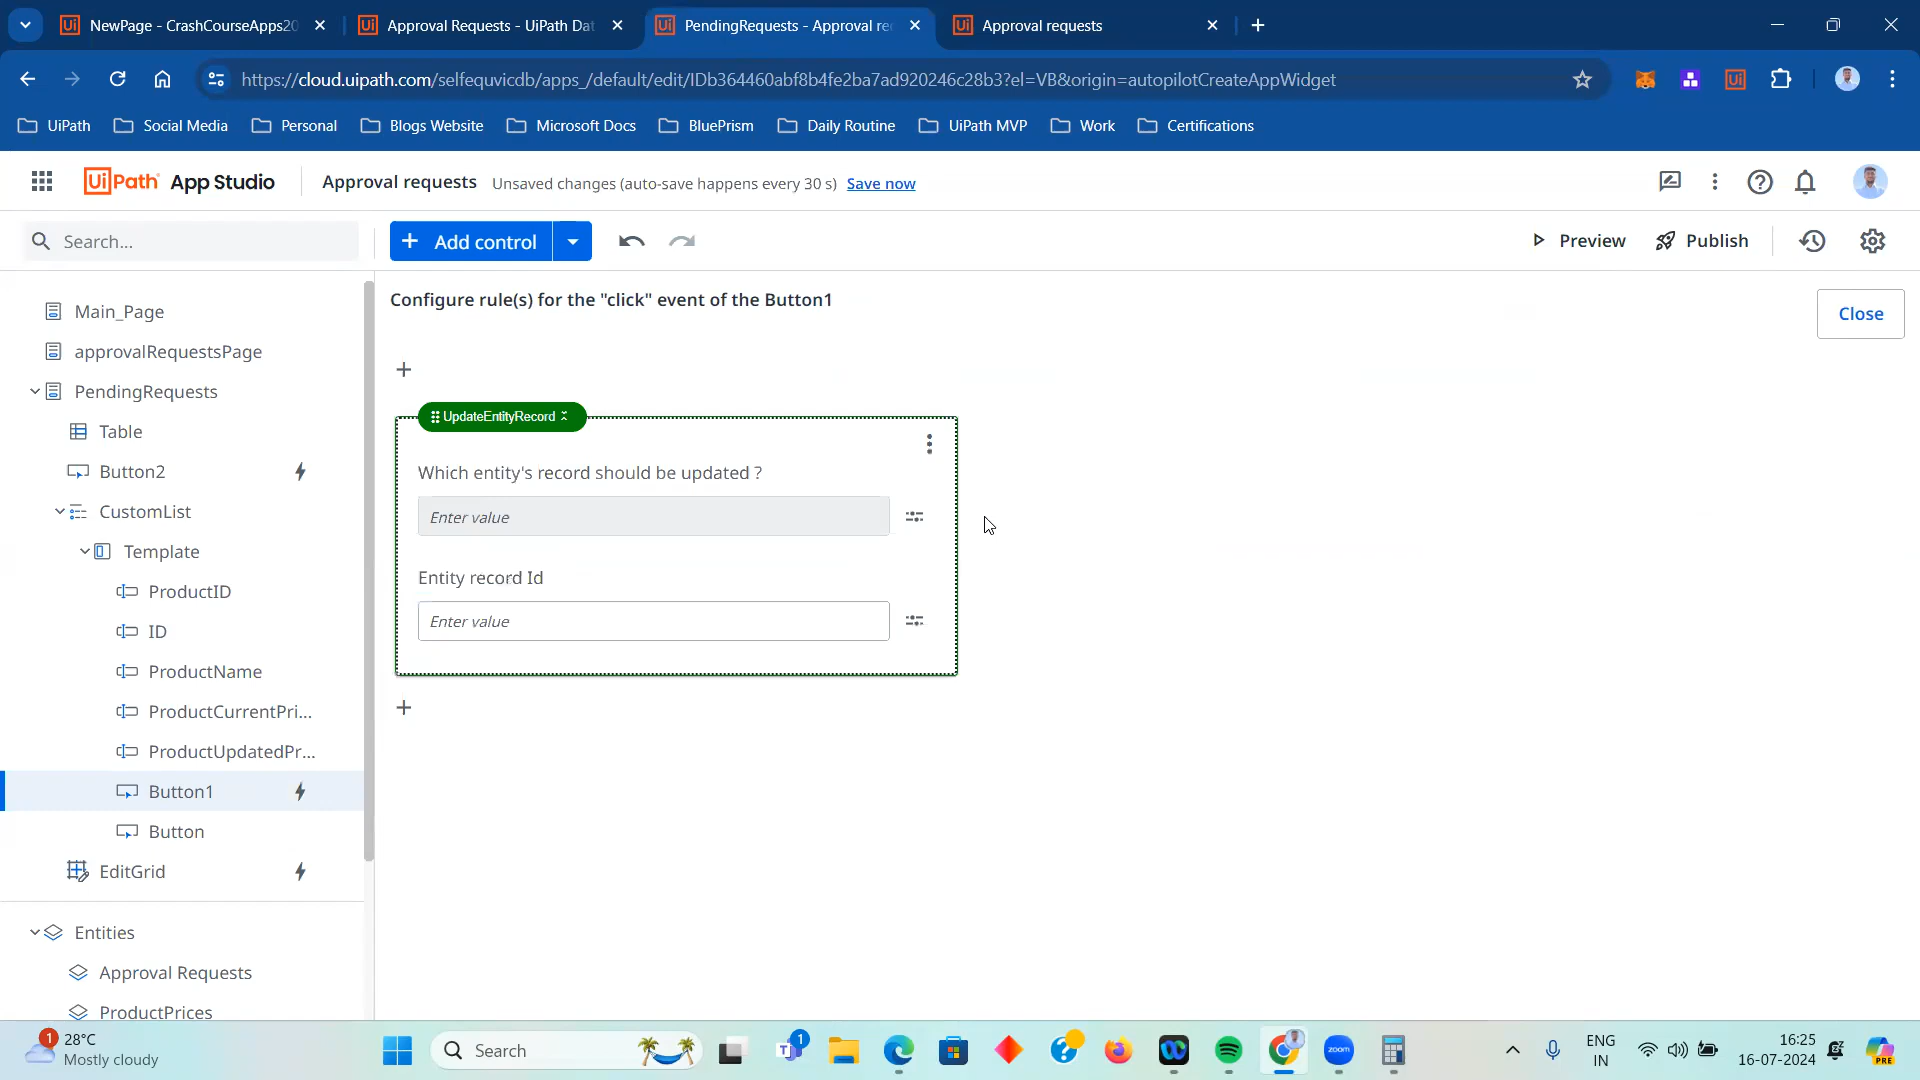 NewPage - CrashCourseApps20
Approval Requests - UiPath Dat
PendingRequests - Approval re
Approval requests
https://cloud.uipath.com/selfequvicdb/apps_/default/edit/IDb364460abf8b4fe2ba7ad920246c28b3?el=VB&origin=autopilotCreateAppWidget
UiPath
Social Media
Personal
Blogs Website
Microsoft Docs
BluePrism
Daily Routine
UiPath MVP
Work
Certifications
UiPath App Studio
Approval requests
Unsaved changes (auto-save happens every 30 s) Save now
Search...
+ Add control
Preview
Publish
Main_Page
approvalRequestsPage
PendingRequests
Table
Button2
CustomList
Template
ProductID
ID
ProductName
ProductCurrentPri...
ProductUpdatedPr...
Button1
Button
EditGrid
Entities
Approval Requests
ProductPrices
Configure rule(s) for the "click" event of the Button1
Close
UpdateEntityRecord
Which entity's record should be updated ?
Enter value
Entity record Id
Enter value
1
28°C
Mostly cloudy
Search
1
zoom
ENG
IN
16:25
16-07-2024
PRE